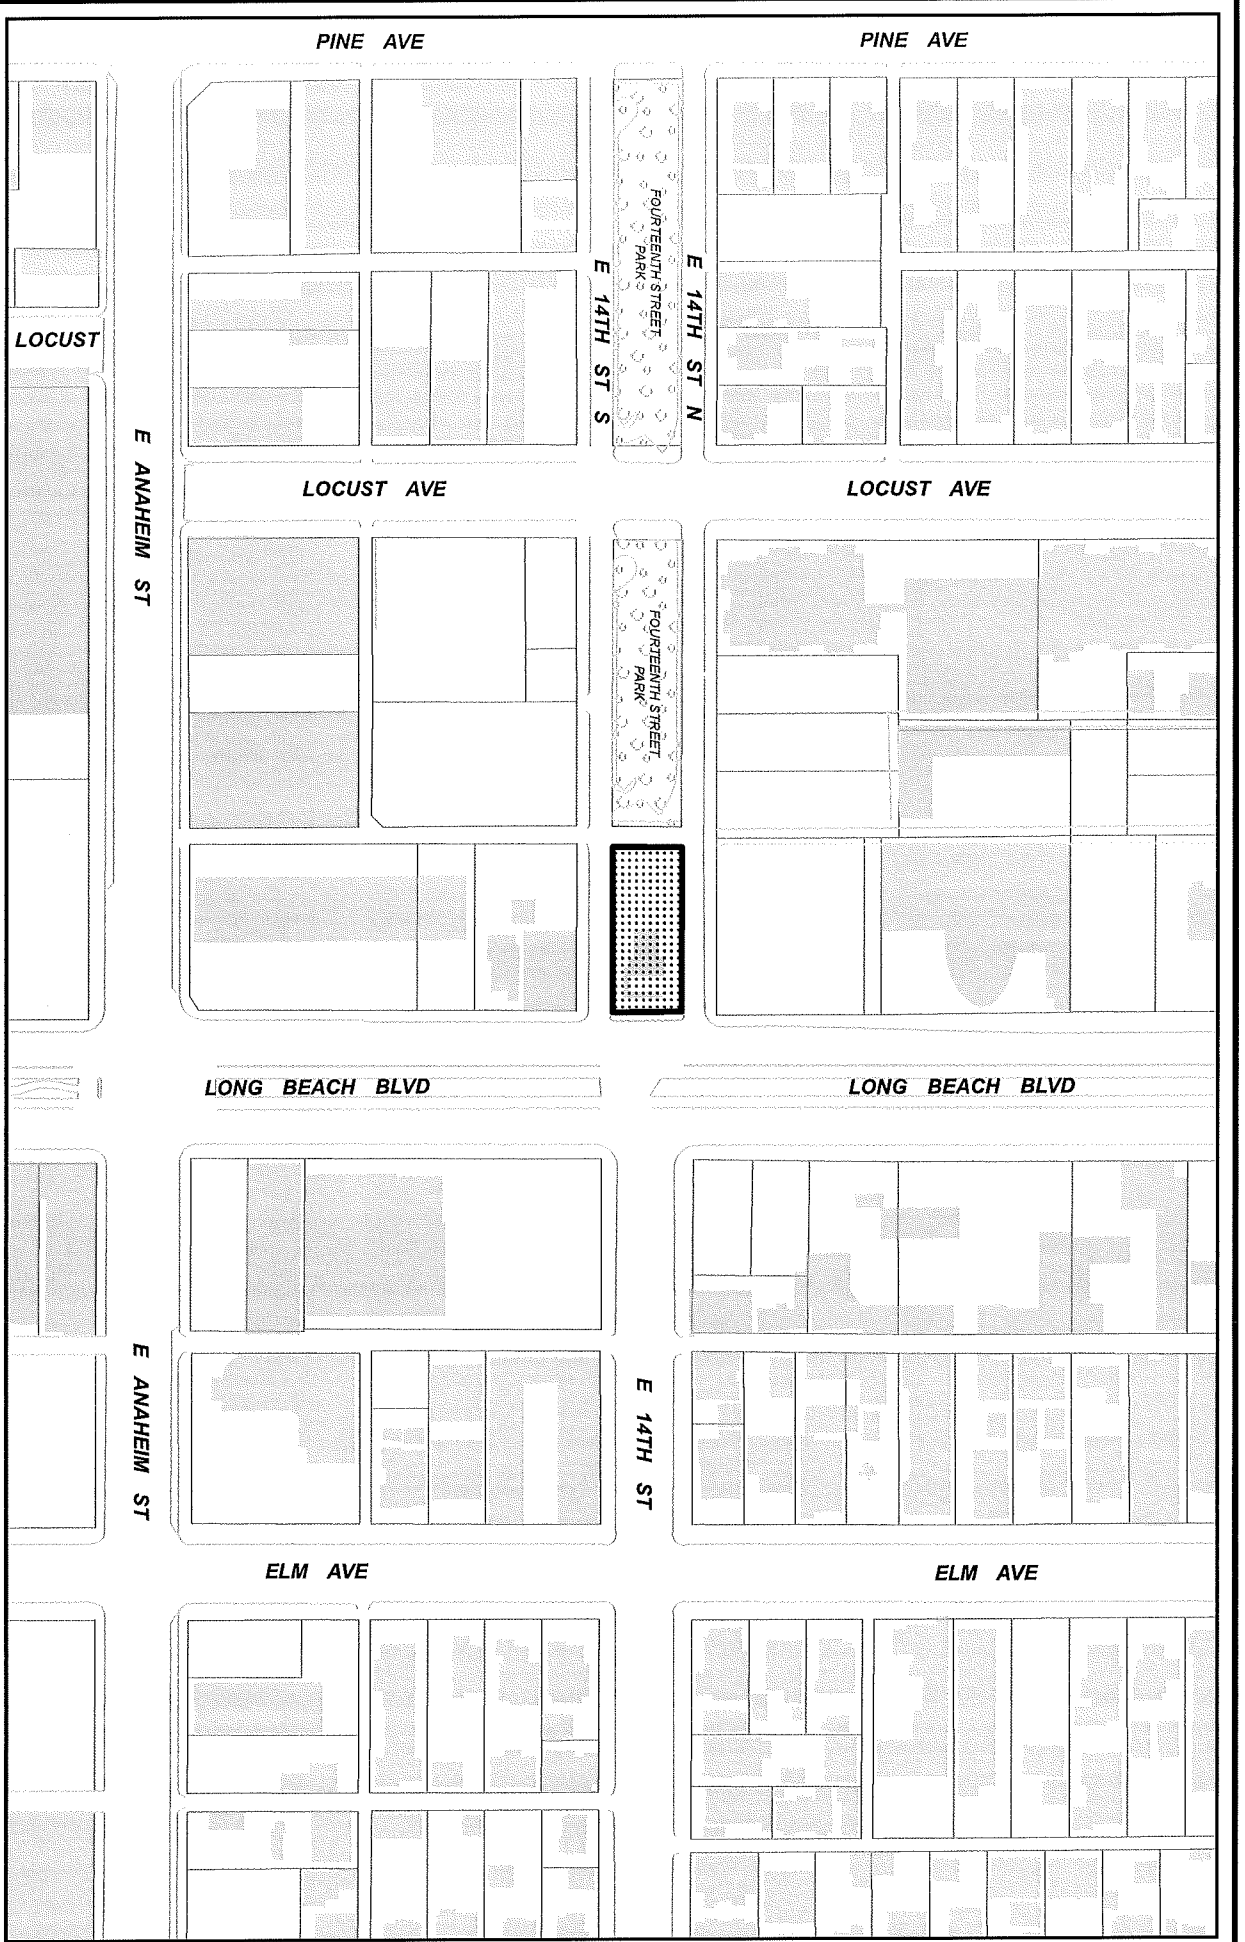 PINE AVE
PINE AVE
FOURTEENTH STREET
PARK
E 14TH ST S
E 14TH ST N
LOCUST
E ANAHEIM ST
LOCUST AVE
LOCUST AVE
FOURTEENTH STREET
PARK
LONG BEACH BLVD
LONG BEACH BLVD
E ANAHEIM ST
E 14TH ST
ELM AVE
ELM AVE